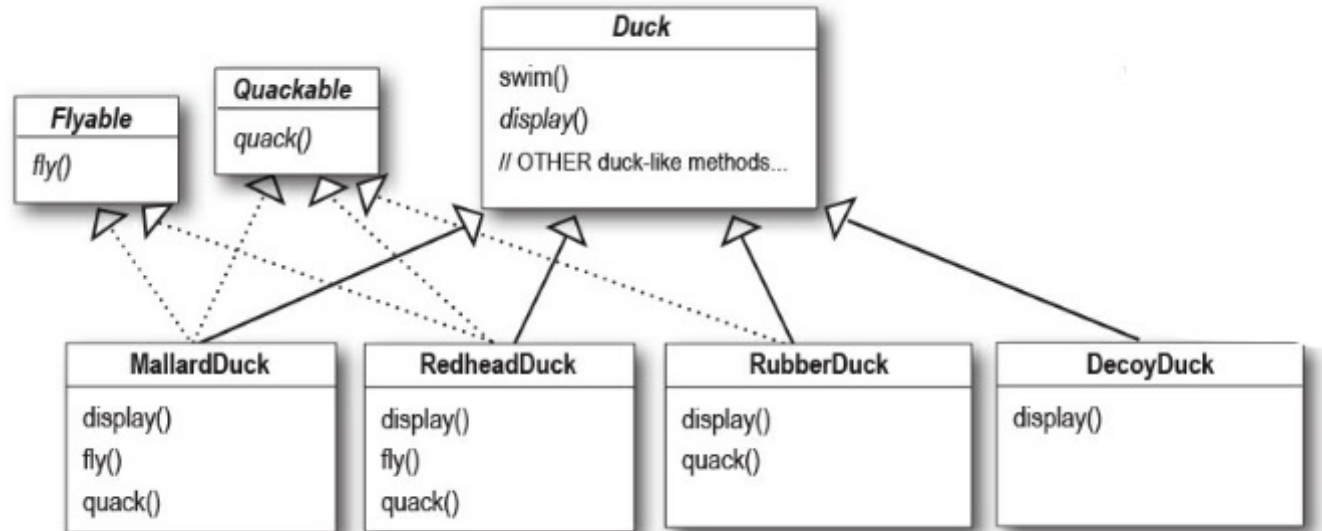 Duck
swim()
display()
// OTHER duck-like methods...
Quackable
quack()
Flyable
fly()
MallardDuck
display()
fly()
quack()
RedheadDuck
display()
fly()
quack()
RubberDuck
display()
quack()
DecoyDuck
display()